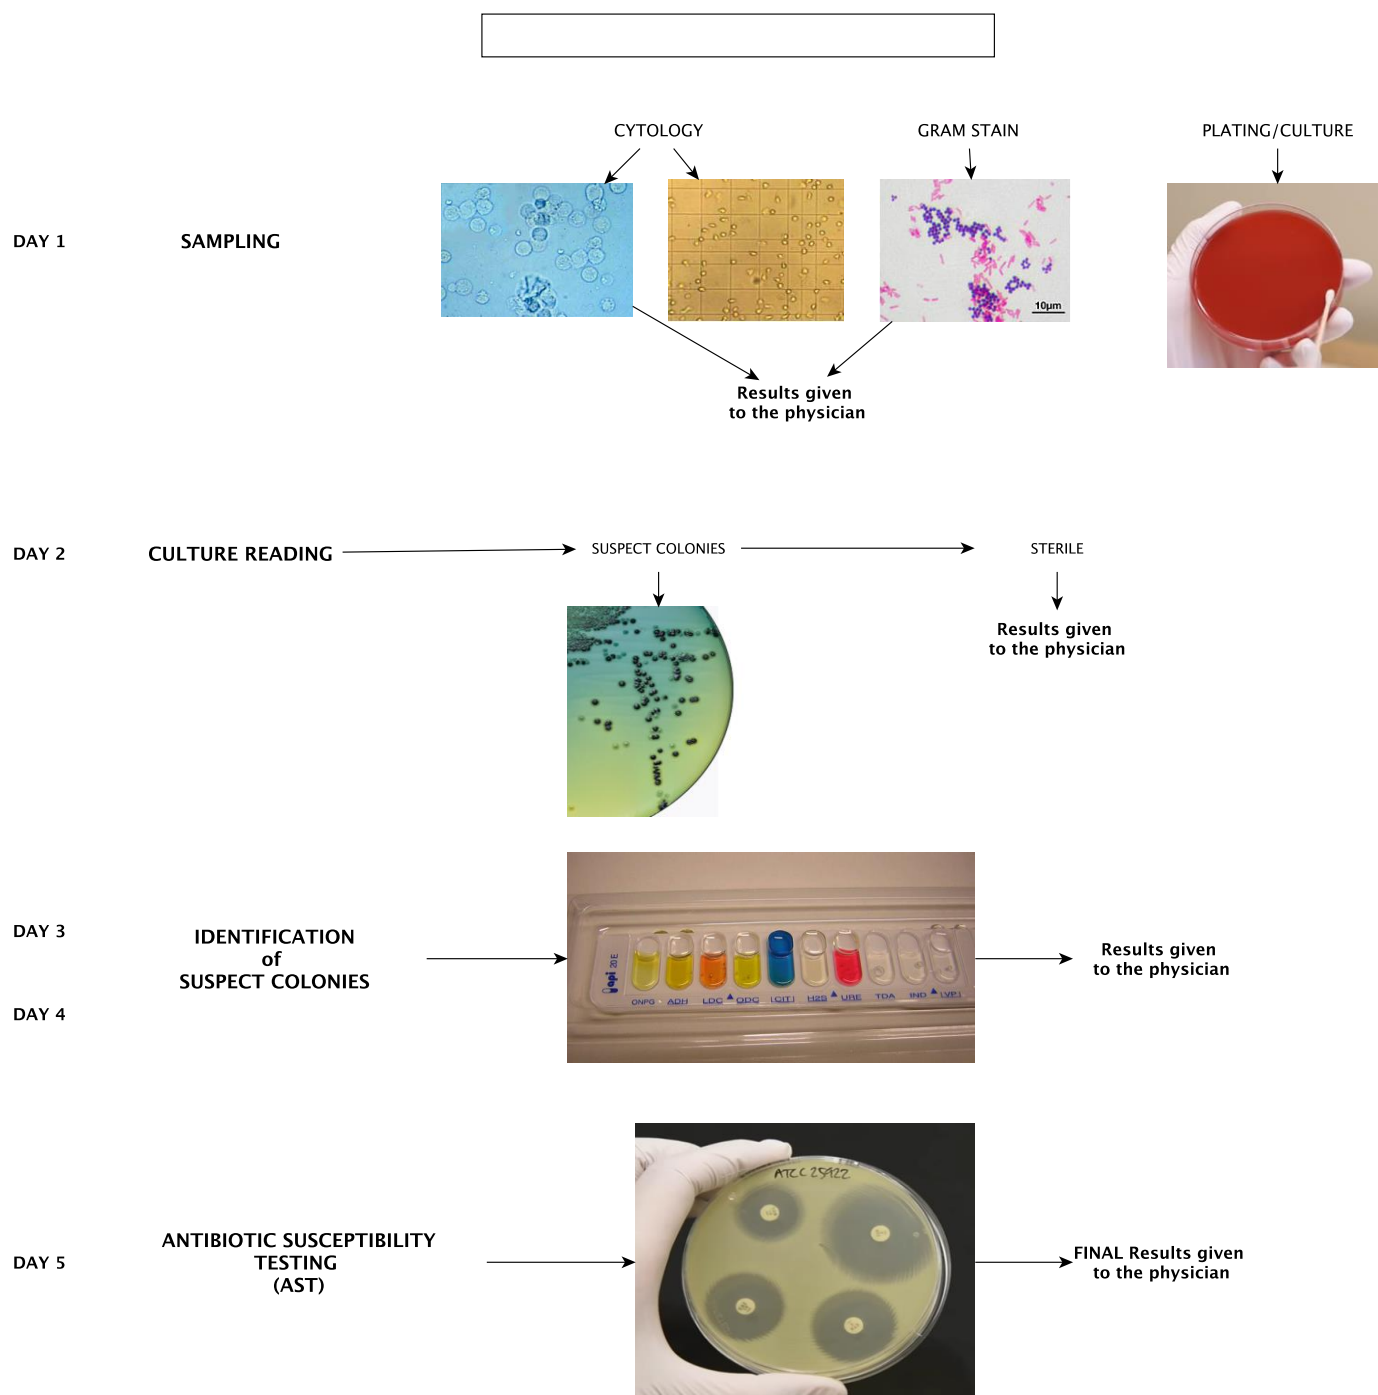 CYTOLOGY
GRAM STAIN
PLATING/CULTURE
DAY 1
SAMPLING
10µm
Results given
to the physician
DAY 2
CULTURE READING
SUSPECT COLONIES
STERILE
Results given
to the physician
DAY 3
IDENTIFICATION
of
SUSPECT COLONIES
DAY 4
api 20 E
ONPG ADH LDC ODC |CIT| H2S URE TDA IND |VP|
Results given
to the physician
DAY 5
ANTIBIOTIC SUSCEPTIBILITY
TESTING
(AST)
ATCC 25922
FINAL Results given
to the physician